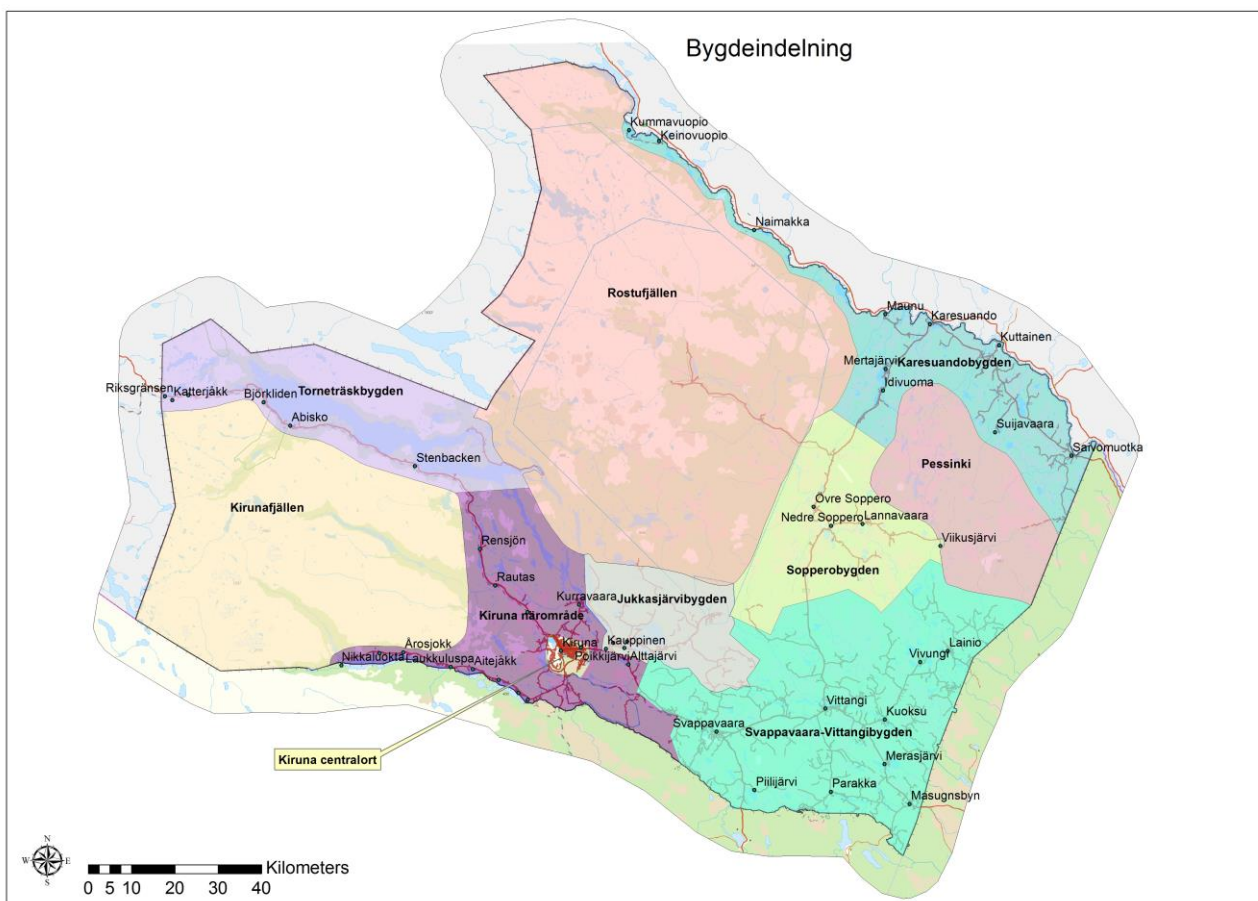 Bygdeindelning
Kummavuopio
Keinovuopio
Naimakka
Rostufjällen
Maunu
Karesuando
Kuttainen
Mertajärvi
Karesuandobygden
Idivuoma
Suijavaara
Saivomuotka
Pessinki
Riksgränsen
Katterjåkk
Björkliden
Torneträskbygden
Abisko
Stenbacken
Kirunafjällen
Övre Soppero
Nedre Soppero
Lannavaara
Viikusjärvi
Sopperobygden
Rensjön
Rautas
Kurravaara
Jukkasjärvibygden
Kiruna närområde
Kiruna
Kauppinen
Poikkijärvi
Alttajärvi
Årosjokk
Nikkaluokta
Laukkuluspa
Aitejåkk
Lainio
Vivungi
Vittangi
Kuoksu
Svappavaara
Svappavaara-Vittangibygden
Kiruna centralort
Merasjärvi
Piilijärvi
Parakka
Masugnsbyn
N
W
E
S
Kilometers
0 5 10 20 30 40